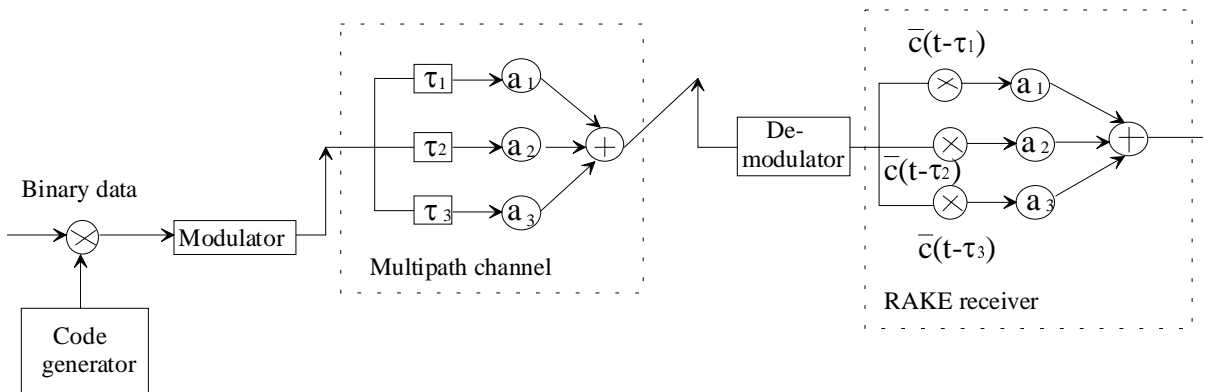 Binary data
Modulator
Code
generator
τ1
a1
τ2
a2
τ3
a3
+
Multipath channel
De-
modulator
c̅(t-τ1)
a1
c̅(t-τ2)
a2
c̅(t-τ3)
a3
+
RAKE receiver